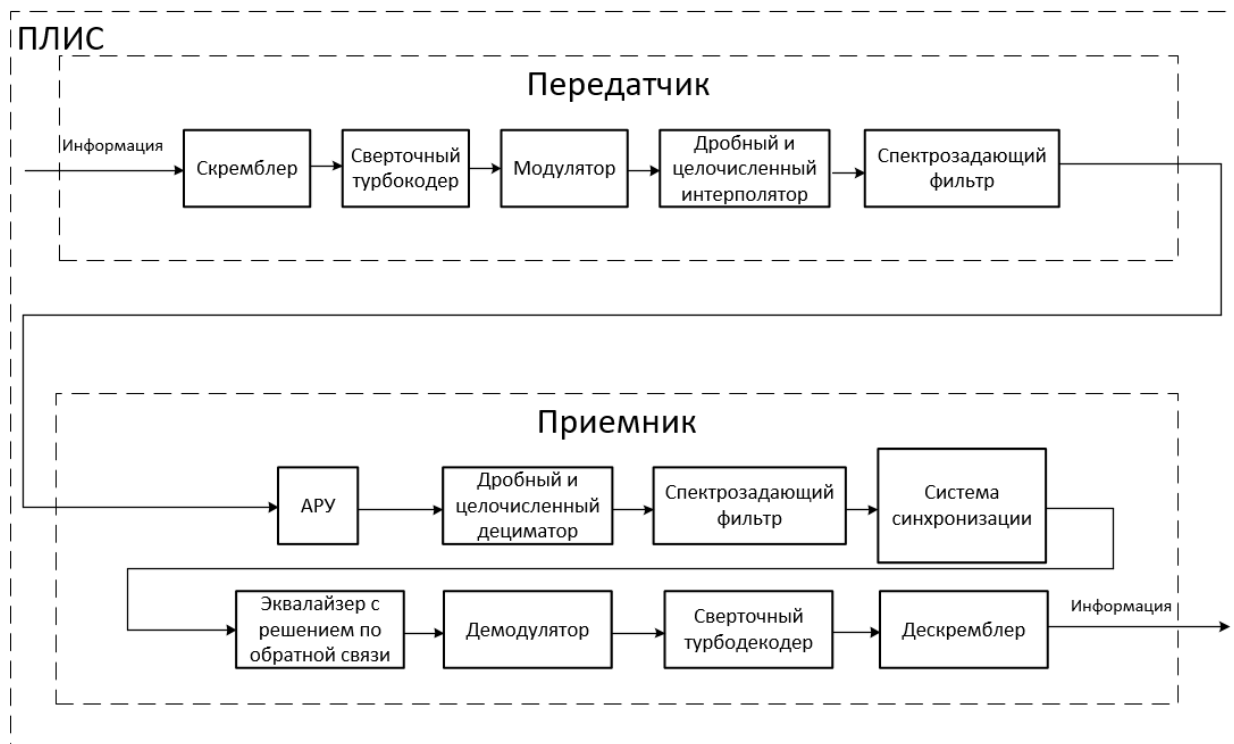 ПЛИС
Передатчик
Информация
Скремблер
Сверточный
турбокодер
Модулятор
Дробный и
целочисленный
интерполятор
Спектрозадающий
фильтр
Приемник
АРУ
Дробный и
целочисленный
дециматор
Спектрозадающий
фильтр
Система
синхронизации
Эквалайзер с
решением по
обратной связи
Демодулятор
Сверточный
турбодекодер
Дескремблер
Информация